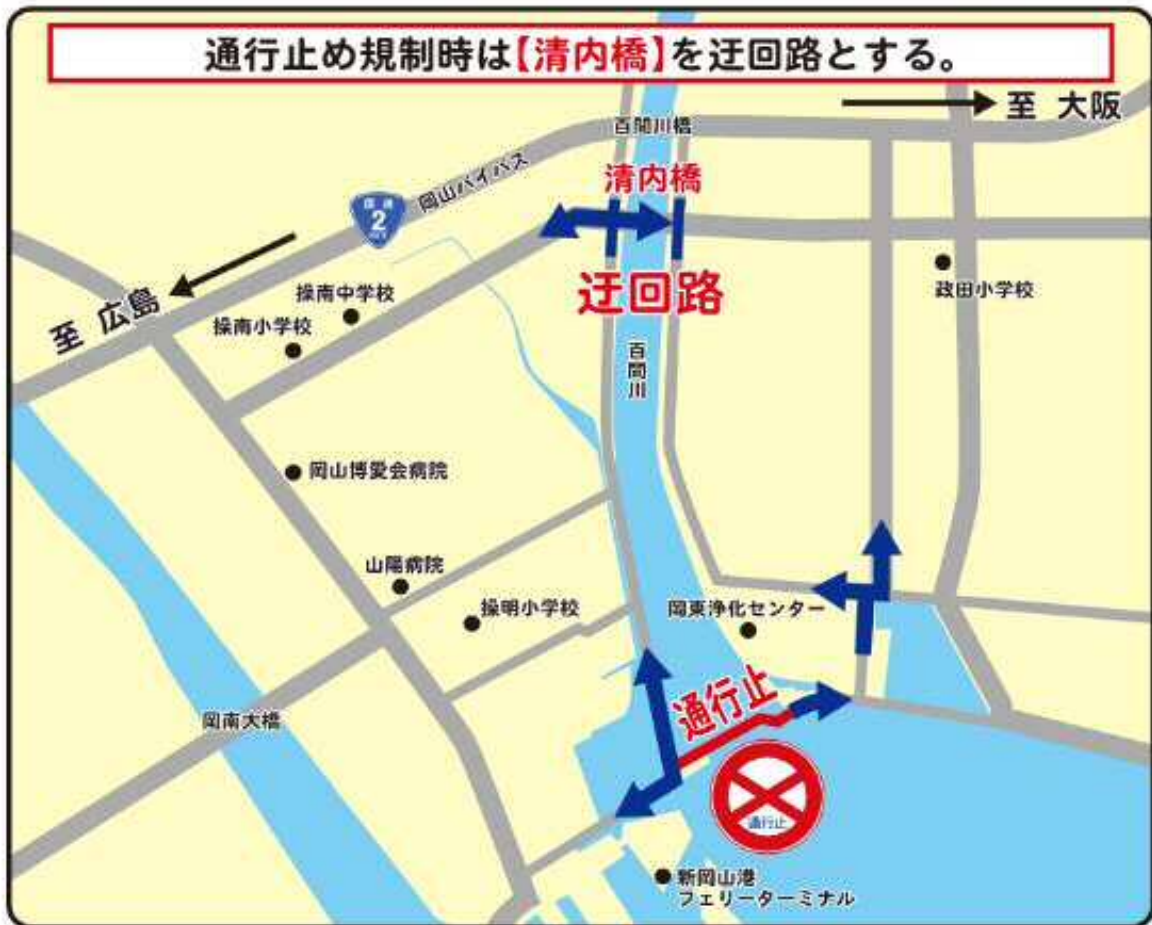 通行止め規制時は【清内橋】を迂回路とする。
至 大阪
百間川橋
岡山バイパス
清内橋
国道
2
迂回路
政田小学校
至 広島
操南中学校
操南小学校
百間川
岡山博愛会病院
山陽病院
操明小学校
岡東浄化センター
通行止
岡南大橋
通行止
新岡山港
フェリーターミナル